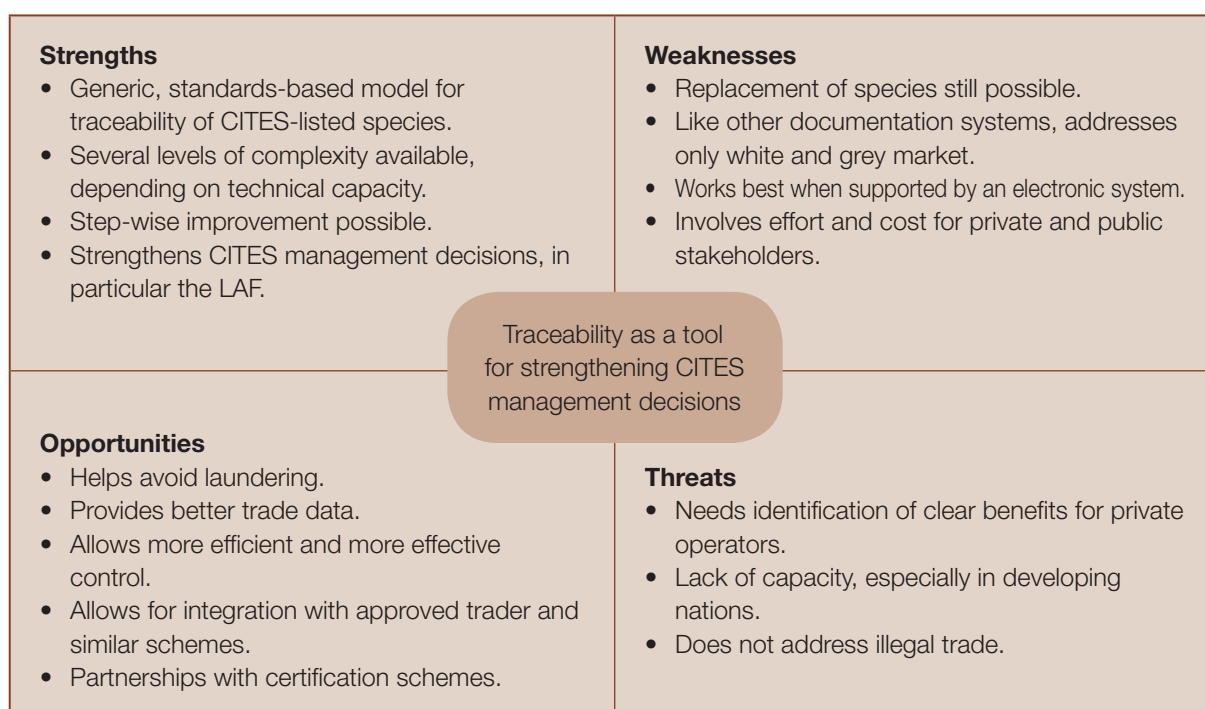 Strengths
• Generic, standards-based model for
traceability of CITES-listed species.
• Several levels of complexity available,
depending on technical capacity.
• Step-wise improvement possible.
• Strengthens CITES management decisions, in
particular the LAF.
Weaknesses
• Replacement of species still possible.
• Like other documentation systems, addresses
only white and grey market.
• Works best when supported by an electronic system.
• Involves effort and cost for private and public
stakeholders.
Traceability as a tool
for strengthening CITES
management decisions
Opportunities
• Helps avoid laundering.
• Provides better trade data.
• Allows more efficient and more effective
control.
• Allows for integration with approved trader and
similar schemes.
• Partnerships with certification schemes.
Threats
• Needs identification of clear benefits for private
operators.
• Lack of capacity, especially in developing
nations.
• Does not address illegal trade.